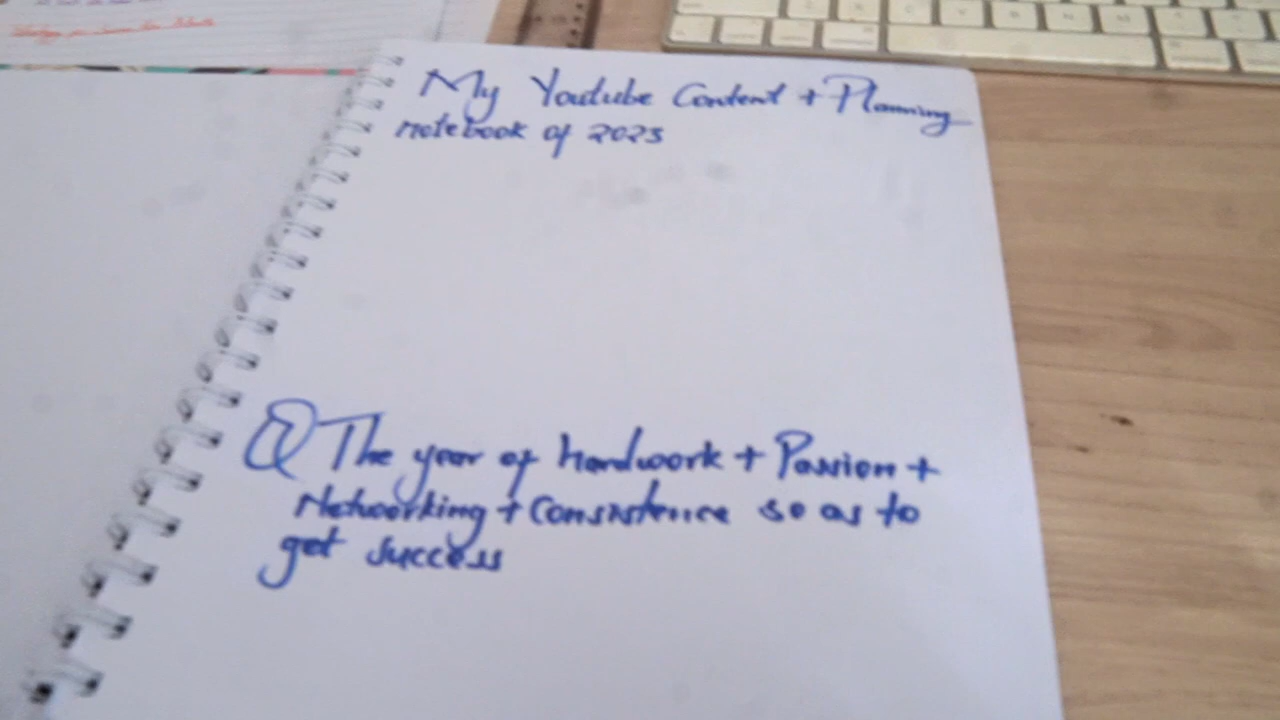 My Youtube Content + Planning
notebook of 2023
Q The year of hardwork + Passion +
Networking + Consistence so as to
get success